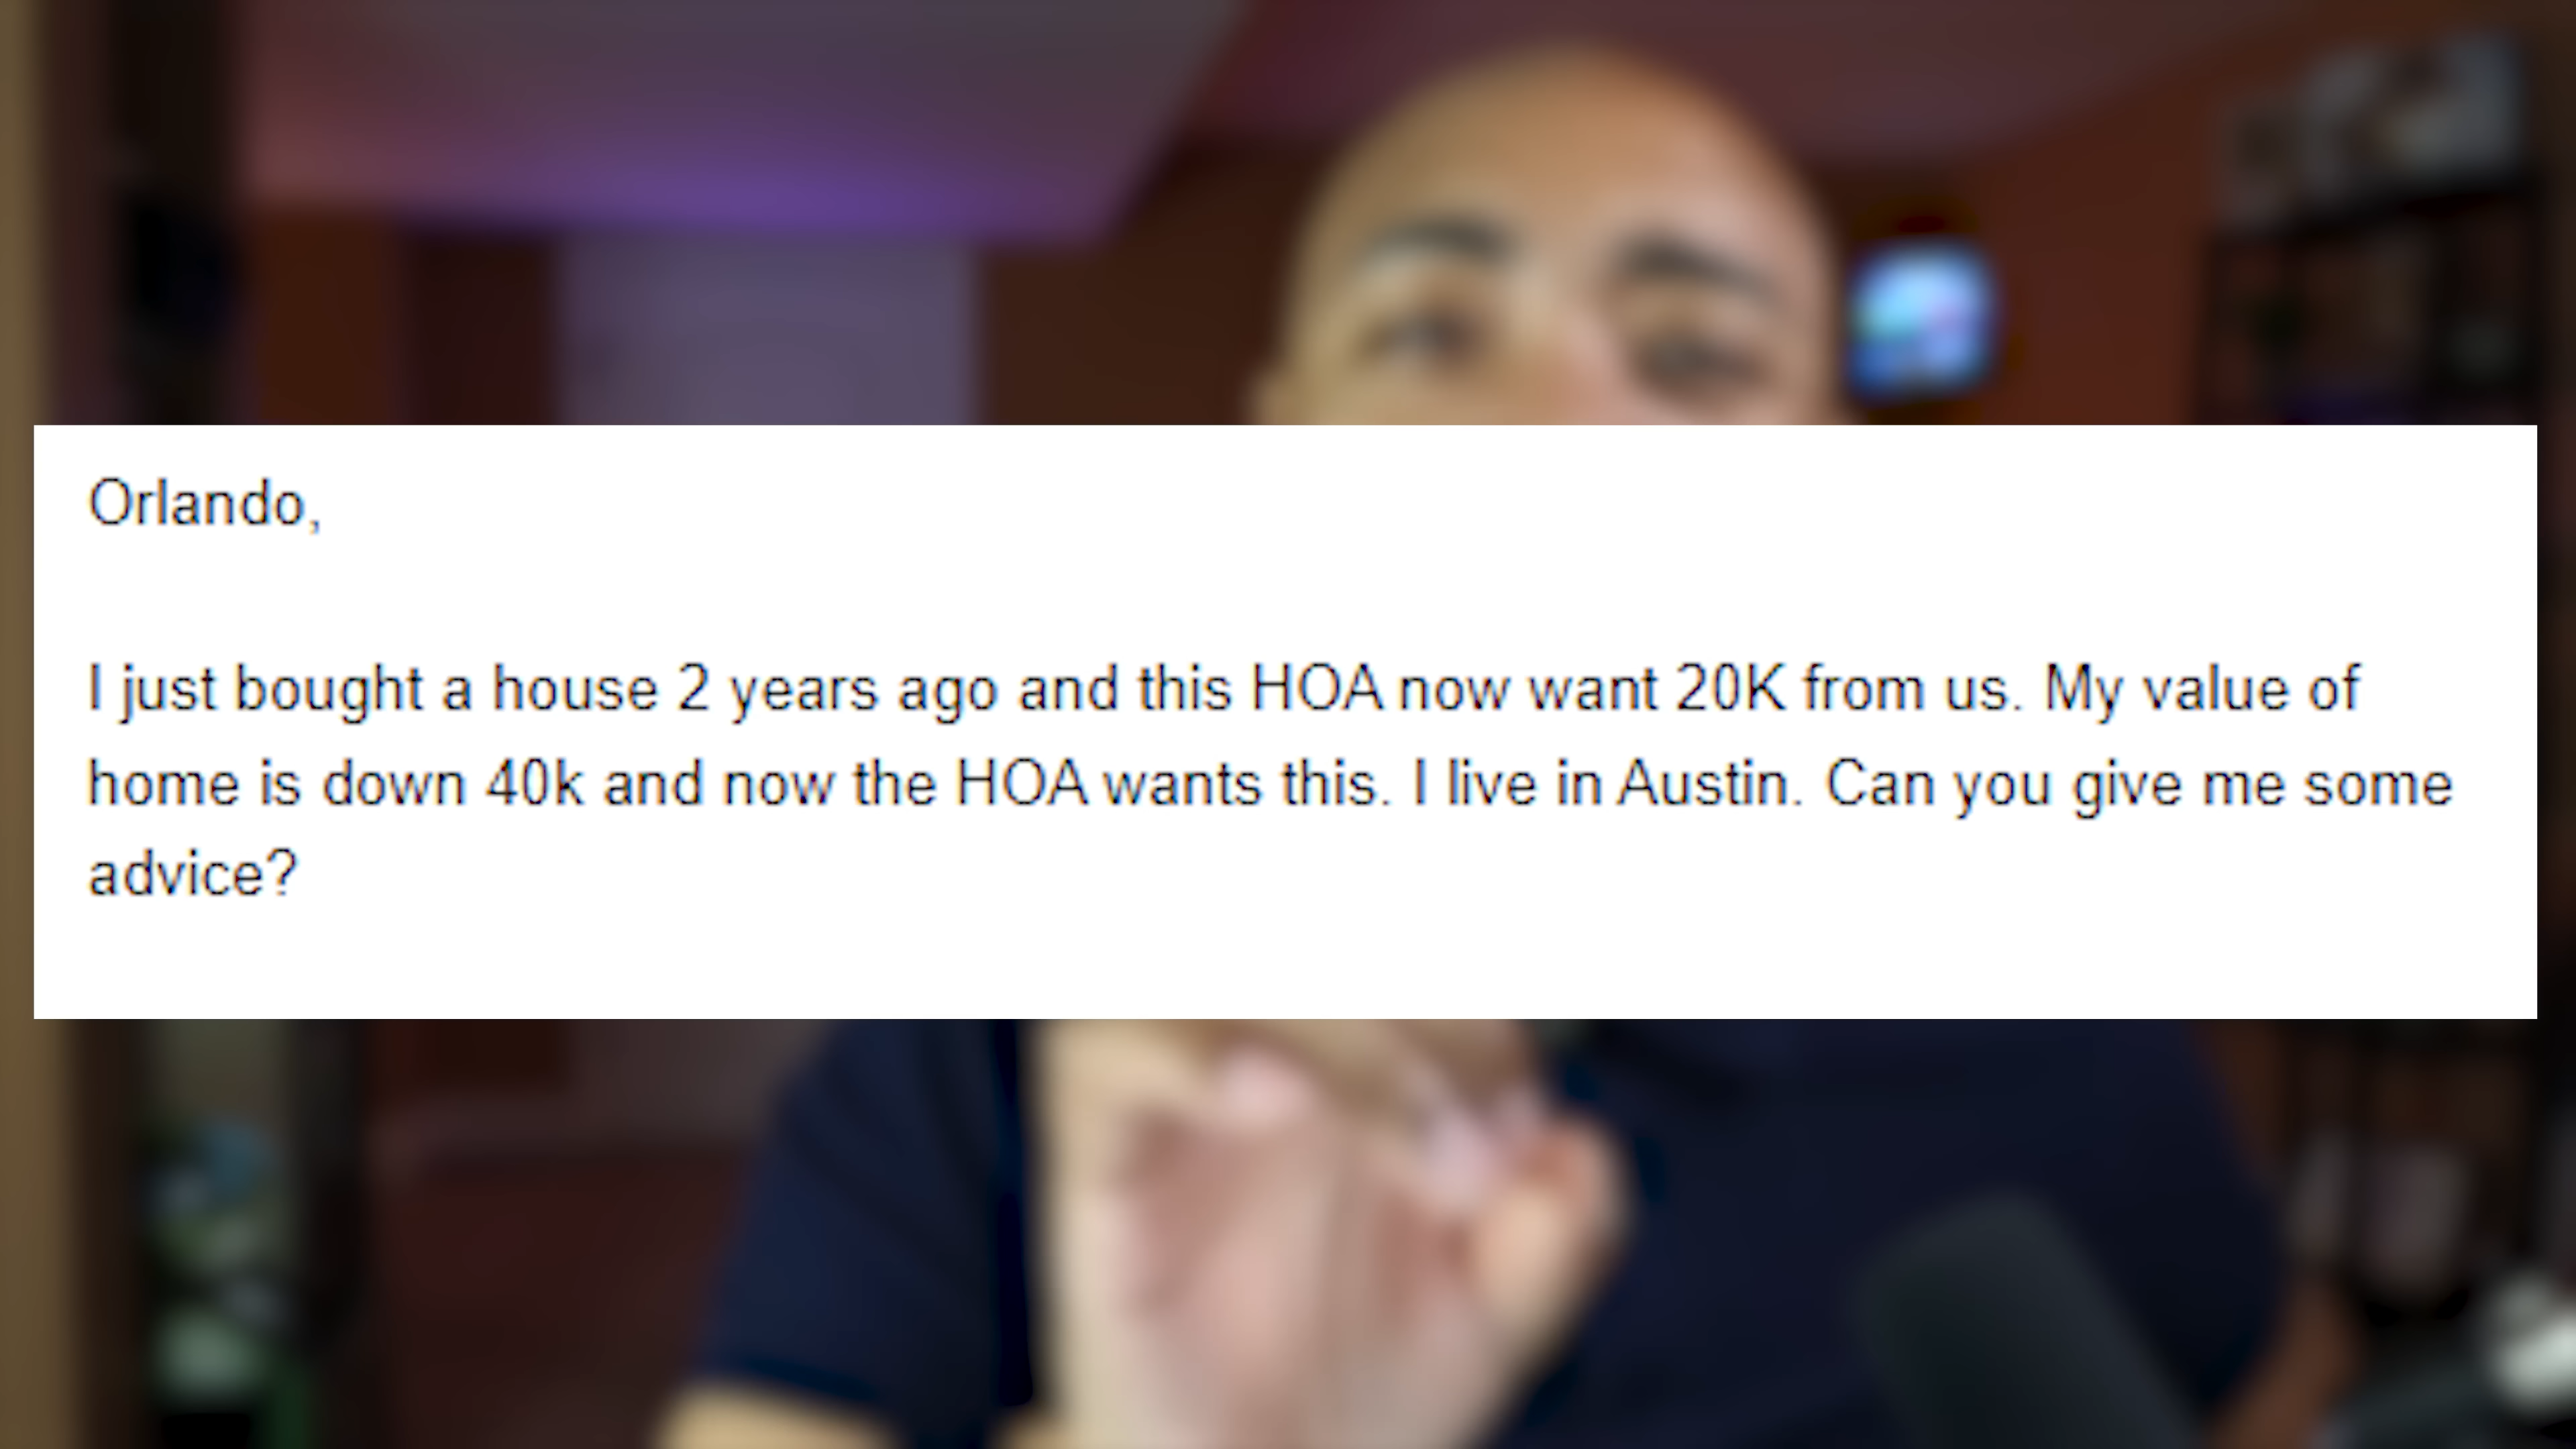 Orlando,
I just bought a house 2 years ago and this HOA now want 20K from us. My value of
home is down 40k and now the HOA wants this. I live in Austin. Can you give me some
advice?